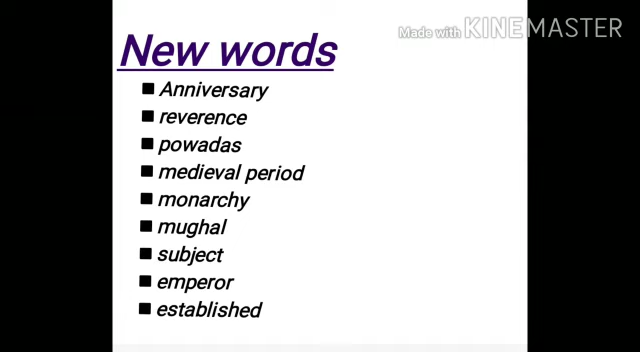 New words
Made with KINEMASTER
■ Anniversary
■ reverence
■ powadas
■ medieval period
■ monarchy
■ mughal
■ subject
■ emperor
■ established